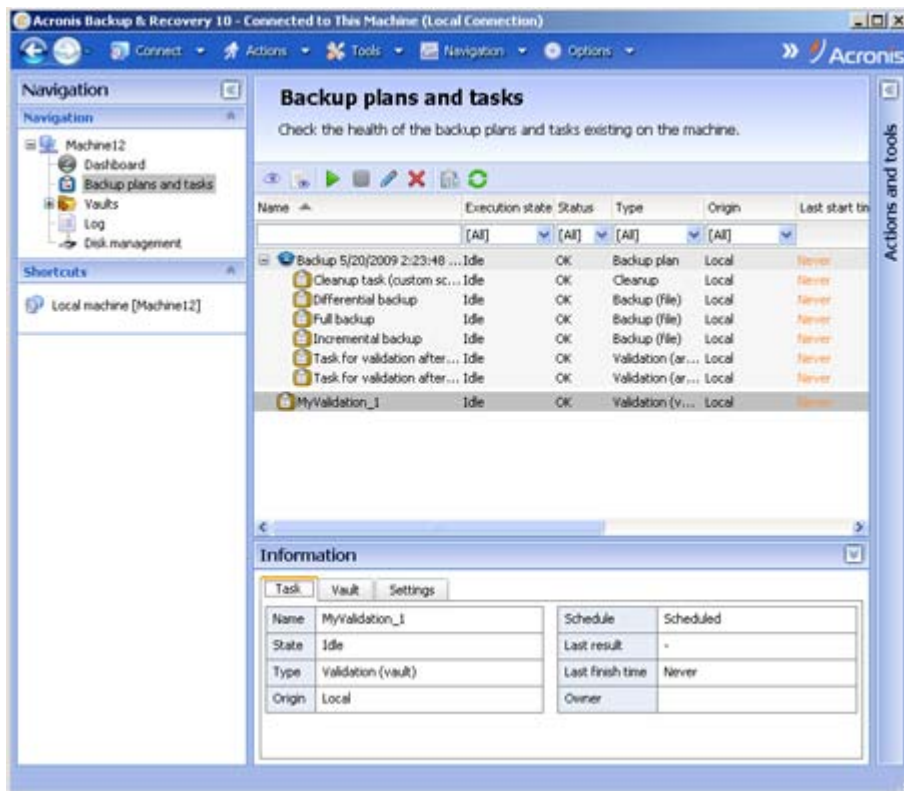 Acronis Backup & Recovery 10 - Connected to This Machine (Local Connection)
Connect Actions Tools Navigation Options » Acronis
Navigation
Navigation
Machine12
Dashboard
Backup plans and tasks
Vaults
Log
Disk management
Shortcuts
Local machine [Machine12]
Backup plans and tasks
Check the health of the backup plans and tasks existing on the machine.
Name Execution state Status Type Origin Last start tin
[All] [All] [All] [All]
Backup 5/20/2009 2:23:48 ... Idle OK Backup plan Local Never
Cleanup task (custom sc... Idle OK Cleanup Local Never
Differential backup Idle OK Backup (file) Local Never
Full backup Idle OK Backup (file) Local Never
Incremental backup Idle OK Backup (file) Local Never
Task for validation after... Idle OK Validation (ar... Local Never
Task for validation after... Idle OK Validation (ar... Local Never
MyValidation_1 Idle OK Validation (v... Local Never
Information
Task Vault Settings
Name MyValidation_1 Schedule Scheduled
State Idle Last result -
Type Validation (vault) Last finish time Never
Origin Local Owner
Actions and tools